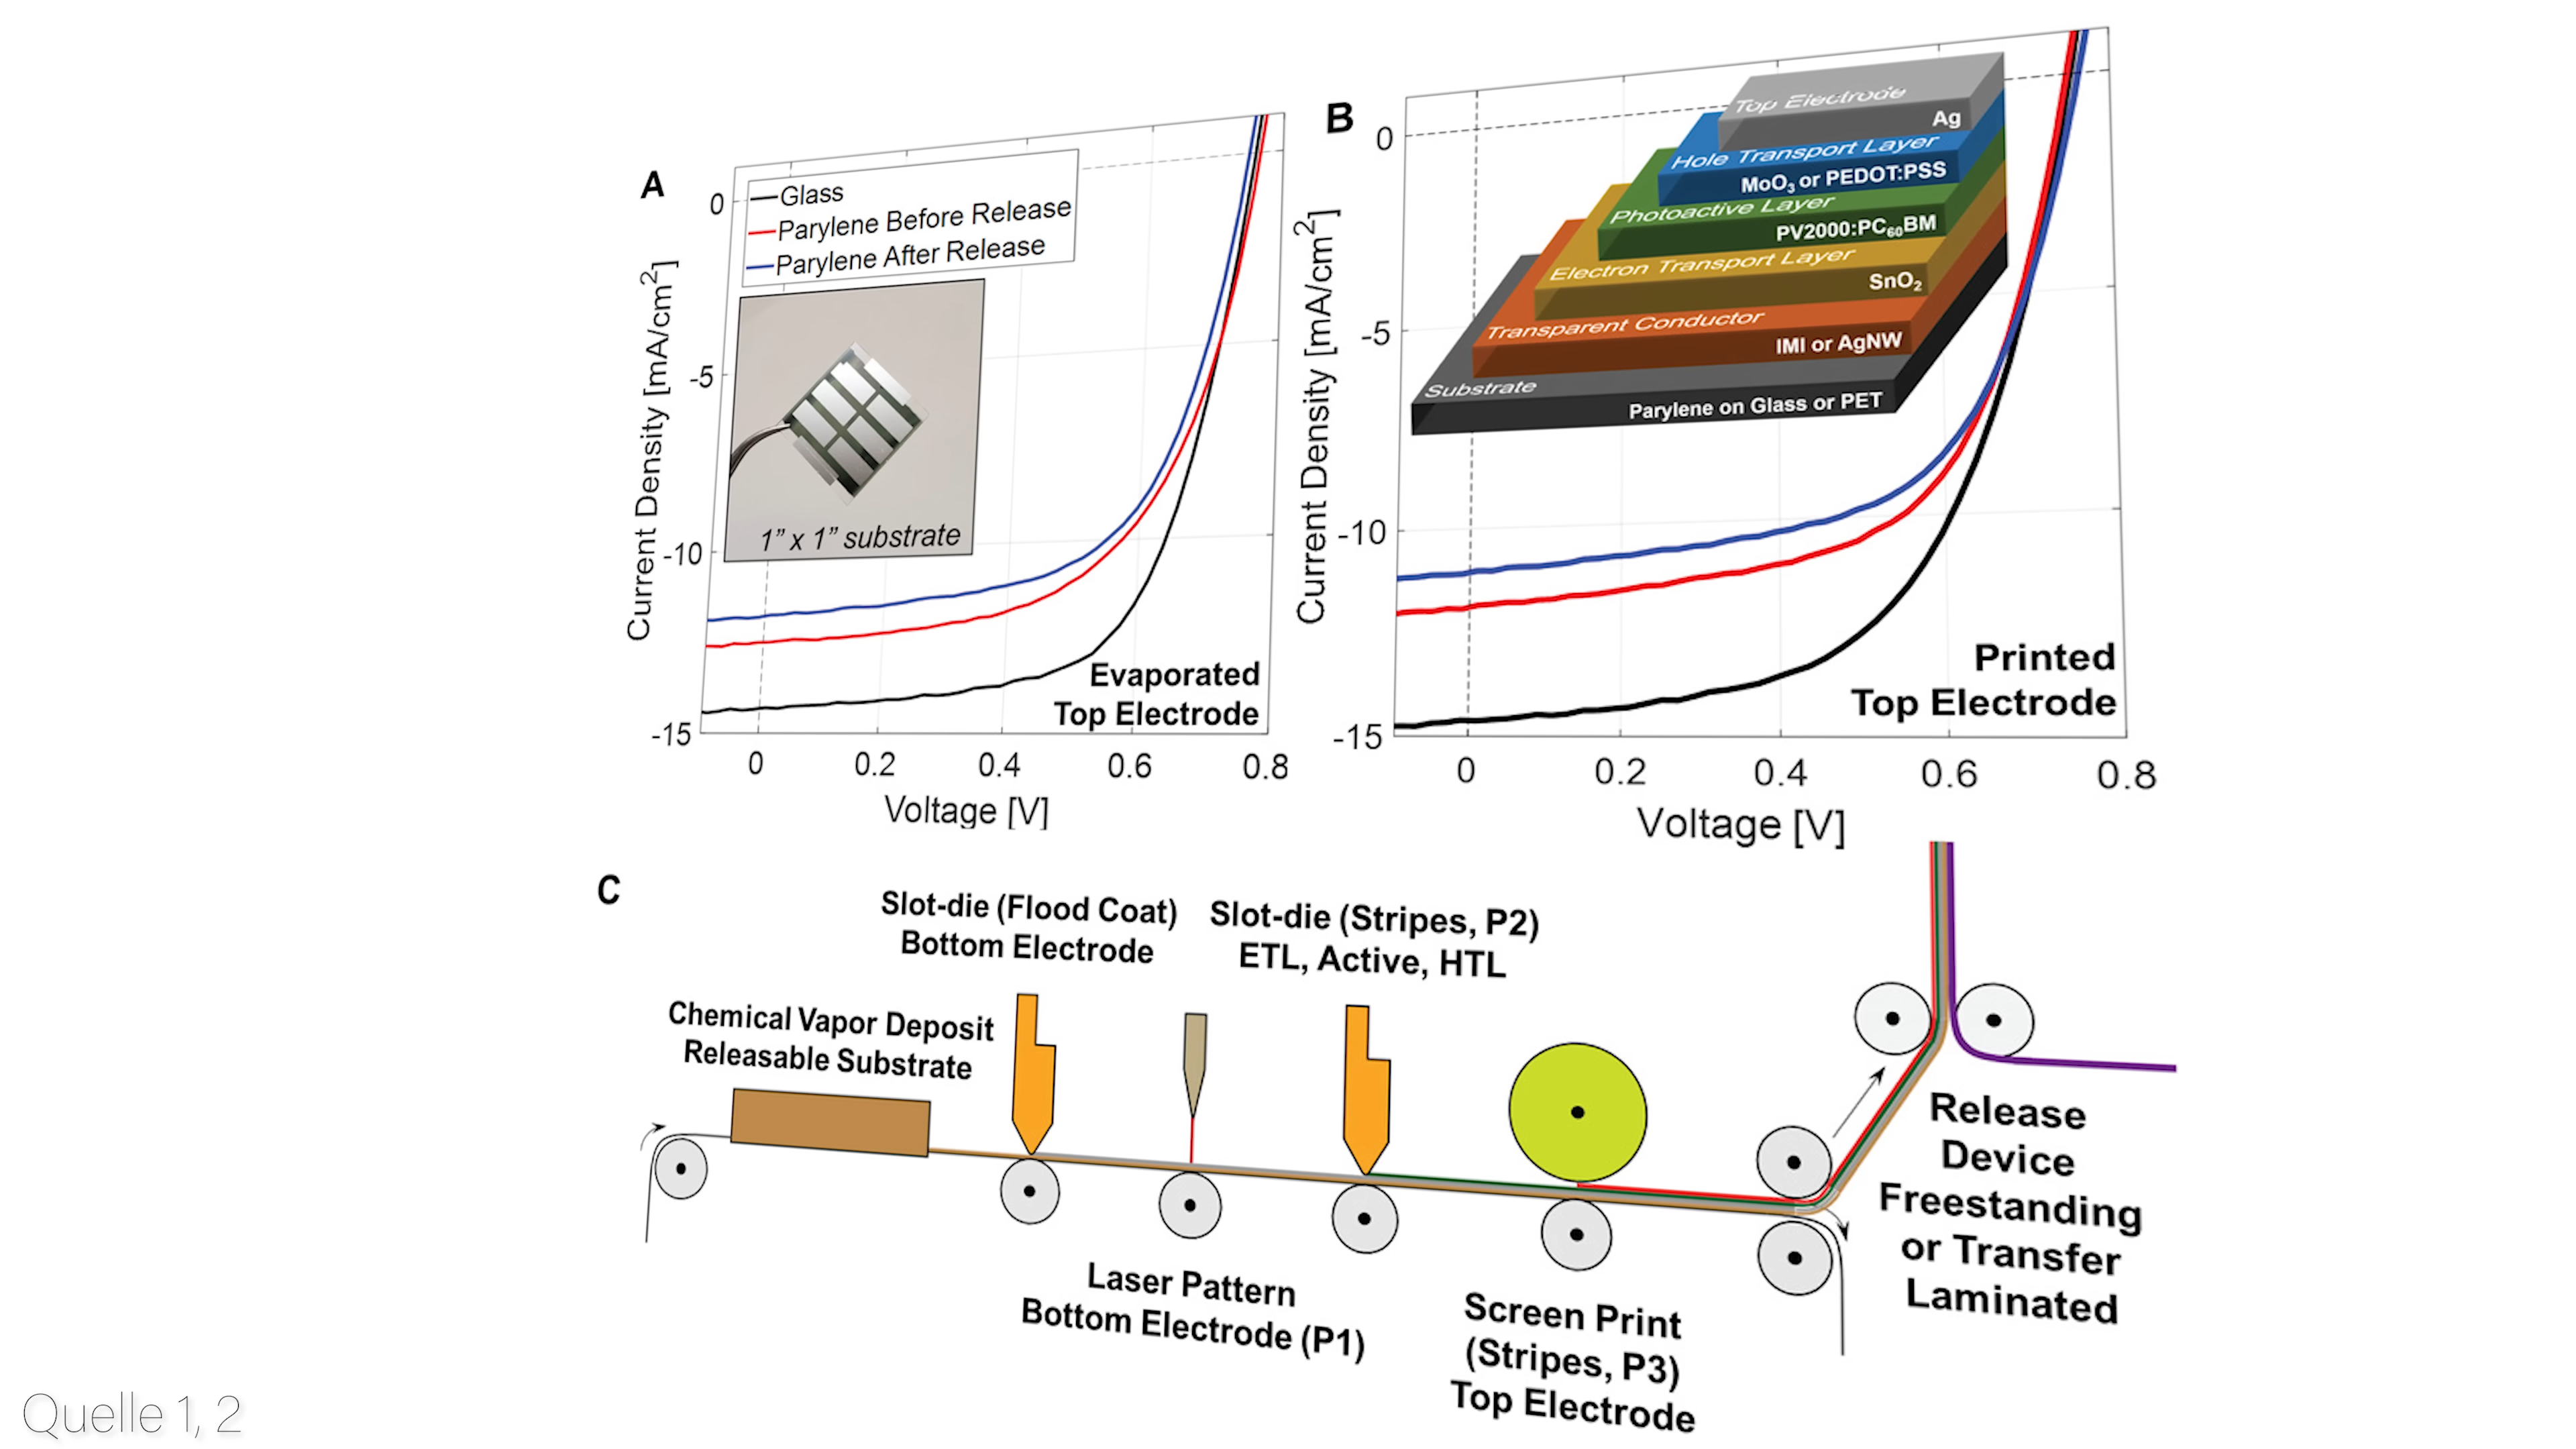 A
Glass
Parylene Before Release
Parylene After Release
1” x 1” substrate
0
-5
-10
-15
Current Density [mA/cm²]
Evaporated
Top Electrode
0 0.2 0.4 0.6 0.8
Voltage [V]
B
Top Electrode
Ag
Hole Transport Layer
MoO₃ or PEDOT:PSS
Photoactive Layer
PV2000:PC₆₀BM
Electron Transport Layer
SnO₂
Transparent Conductor
IMI or AgNW
Substrate
Parylene on Glass or PET
0
-5
-10
-15
Current Density [mA/cm²]
Printed
Top Electrode
0 0.2 0.4 0.6 0.8
Voltage [V]
C
Chemical Vapor Deposit
Releasable Substrate
Slot-die (Flood Coat)
Bottom Electrode
Laser Pattern
Bottom Electrode (P1)
Slot-die (Stripes, P2)
ETL, Active, HTL
Screen Print
(Stripes, P3)
Top Electrode
Release
Device
Freestanding
or Transfer
Laminated
Quelle 1, 2